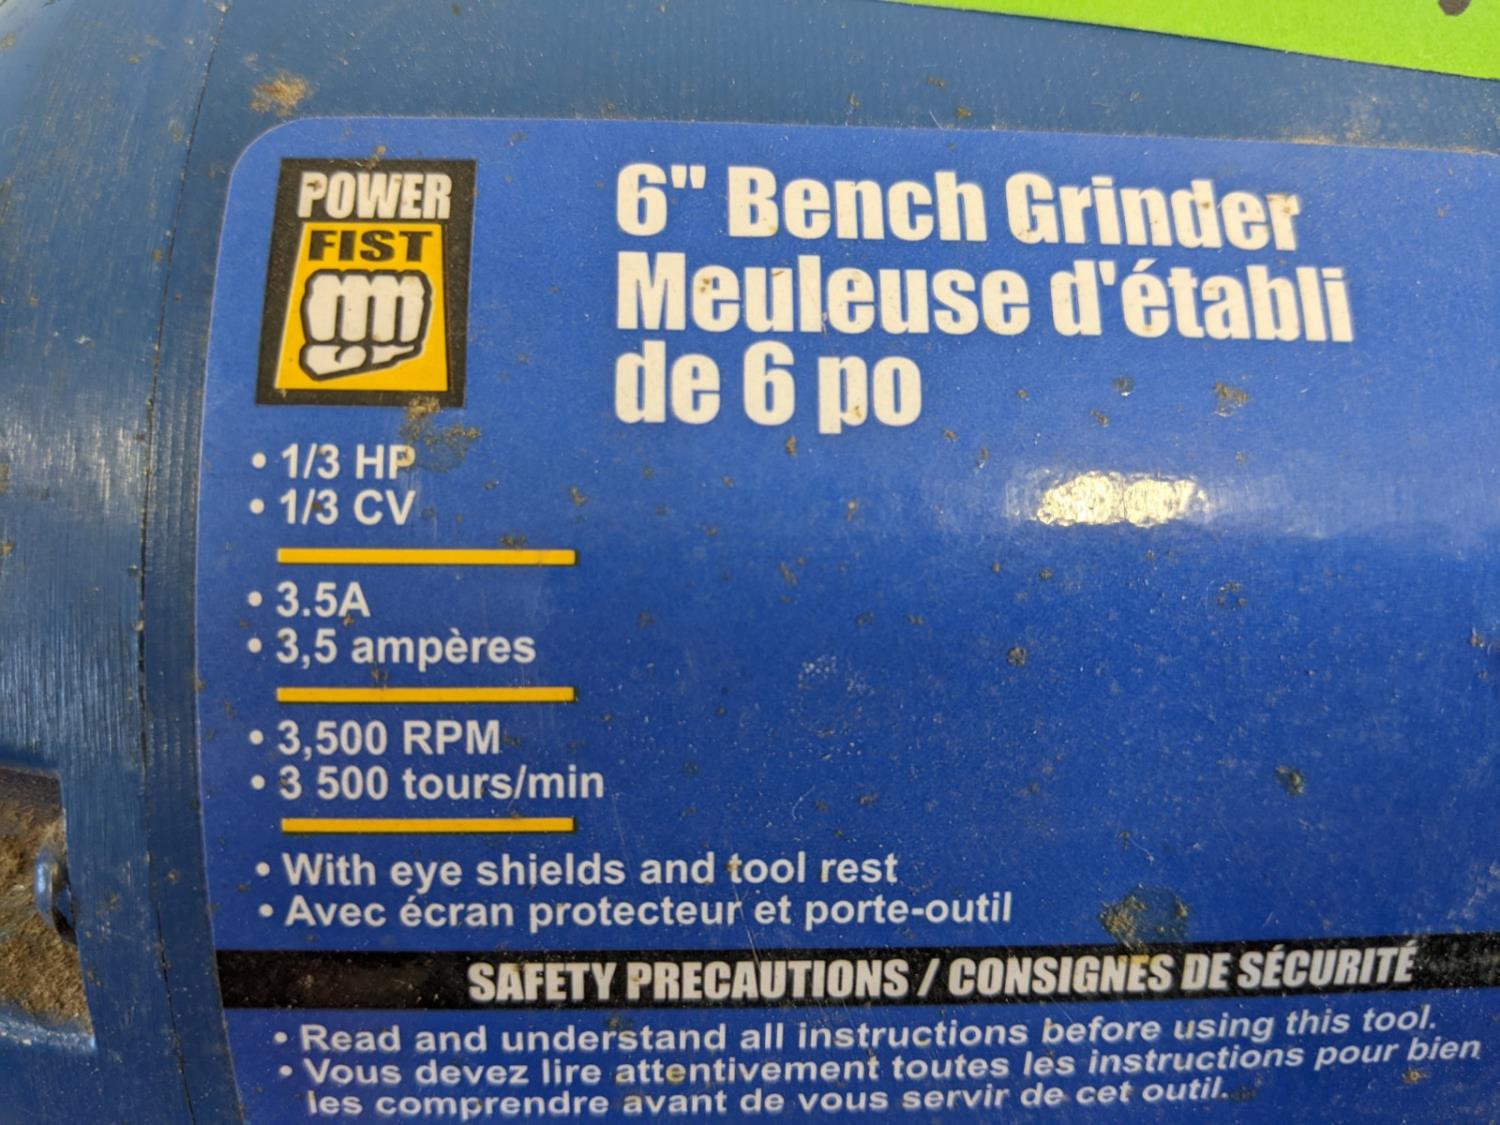 POWER
FIST
6" Bench Grinder
Meuleuse d'établi
de 6 po
• 1/3 HP
• 1/3 CV
• 3.5A
• 3,5 ampères
• 3,500 RPM
• 3 500 tours/min
• With eye shields and tool rest
• Avec écran protecteur et porte-outil
SAFETY PRECAUTIONS / CONSIGNES DE SÉCURITÉ
• Read and understand all instructions before using this tool.
• Vous devez lire attentivement toutes les instructions pour bien
les comprendre avant de vous servir de cet outil.